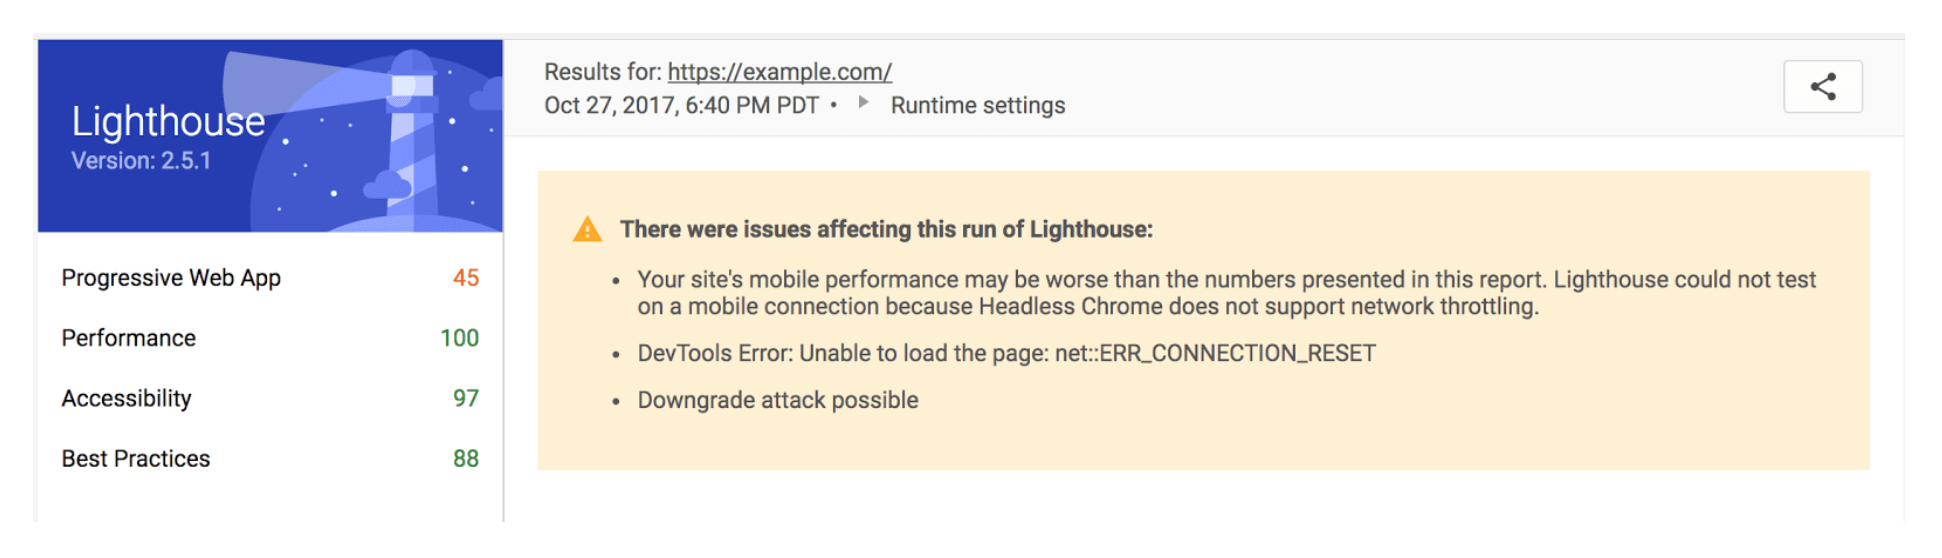 Lighthouse
Version: 2.5.1
Progressive Web App 45
Performance 100
Accessibility 97
Best Practices 88
Results for: https://example.com/
Oct 27, 2017, 6:40 PM PDT • Runtime settings
There were issues affecting this run of Lighthouse:
• Your site's mobile performance may be worse than the numbers presented in this report. Lighthouse could not test
on a mobile connection because Headless Chrome does not support network throttling.
• DevTools Error: Unable to load the page: net::ERR_CONNECTION_RESET
• Downgrade attack possible